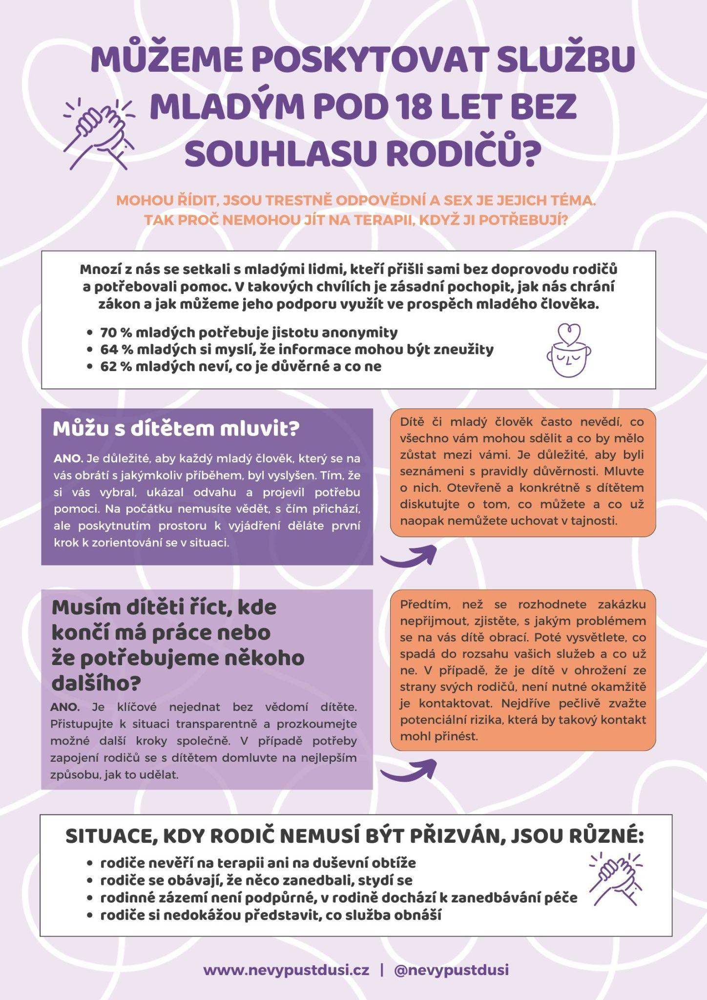 MŮŽEME POSKYTOVAT SLUŽBU
MLADÝM POD 18 LET BEZ
SOUHLASU RODIČŮ?
MOHOU ŘÍDIT, JSOU TRESTNĚ ODPOVĚDNÍ A SEX JE JEJICH TÉMA.
TAK PROČ NEMOHOU JÍT NA TERAPII, KDYŽ JI POTŘEBUJÍ?
Mnozí z nás se setkali s mladými lidmi, kteří přišli sami bez doprovodu rodičů
a potřebovali pomoc. V takových chvílích je zásadní pochopit, jak nás chrání
zákon a jak můžeme jeho podporu využít ve prospěch mladého člověka.
• 70 % mladých potřebuje jistotu anonymity
• 64 % mladých si myslí, že informace mohou být zneužity
• 62 % mladých neví, co je důvěrné a co ne
Můžu s dítětem mluvit?
ANO. Je důležité, aby každý mladý člověk, který se na
vás obrátí s jakýmkoliv příběhem, byl vyslyšen. Tím, že
si vás vybral, ukázal odvahu a projevil potřebu
pomoci. Na počátku nemusíte vědět, s čím přichází,
ale poskytnutím prostoru k vyjádření děláte první
krok k zorientování se v situaci.
Dítě či mladý člověk často nevědí, co
všechno vám mohou sdělit a co by mělo
zůstat mezi vámi. Je důležité, aby byli
seznámeni s pravidly důvěrnosti. Mluvte
o nich. Otevřeně a konkrétně s dítětem
diskutujte o tom, co můžete a co už
naopak nemůžete uchovat v tajnosti.
Musím dítěti říct, kde
končí má práce nebo
že potřebujeme někoho
dalšího?
ANO. Je klíčové nejednat bez vědomí dítěte.
Přistupujte k situaci transparentně a prozkoumejte
možné další kroky společně. V případě potřeby
zapojení rodičů se s dítětem domluvte na nejlepším
způsobu, jak to udělat.
Předtím, než se rozhodnete zakázku
nepřijmout, zjistěte, s jakým problémem
se na vás dítě obrací. Poté vysvětlete, co
spadá do rozsahu vašich služeb a co už
ne. V případě, že je dítě v ohrožení ze
strany svých rodičů, není nutné okamžitě
je kontaktovat. Nejdříve pečlivě zvažte
potenciální rizika, která by takový kontakt
mohl přinést.
SITUACE, KDY RODIČ NEMUSÍ BÝT PŘIZVÁN, JSOU RŮZNÉ:
• rodiče nevěří na terapii ani na duševní obtíže
• rodiče se obávají, že něco zanedbali, stydí se
• rodinné zázemí není podpůrné, v rodině dochází k zanedbávání péče
• rodiče si nedokážou představit, co služba obnáší
www.nevypustdusi.cz | @nevypustdusi